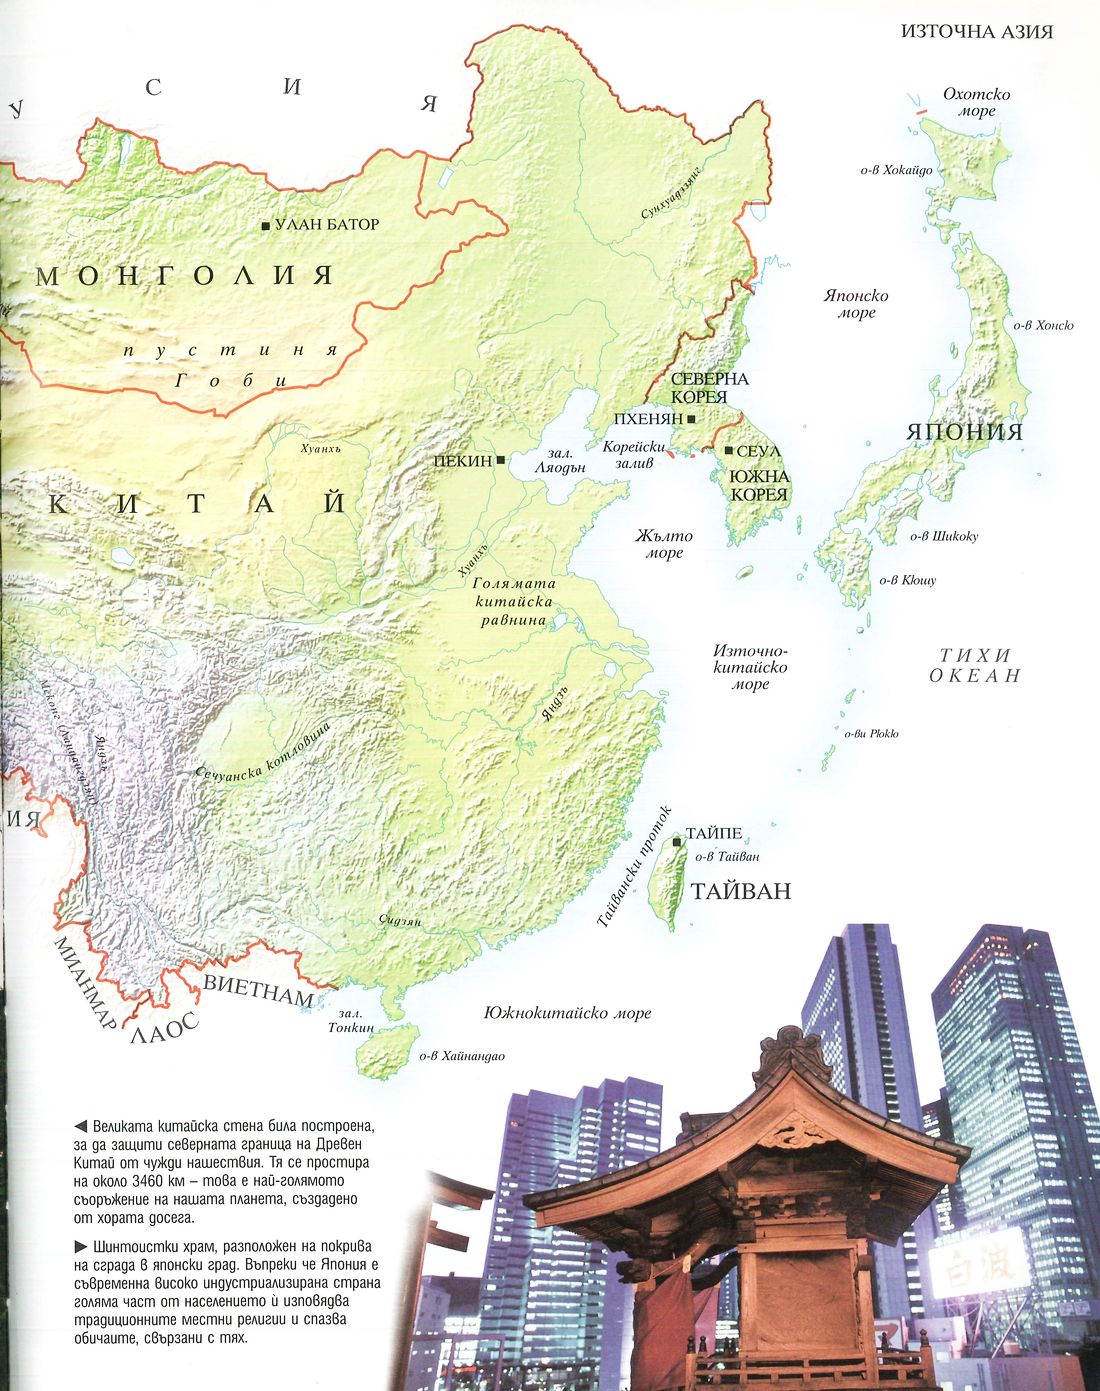 ИЗТОЧНА АЗИЯ
У С И Я
Охотско
море
о-в Хокайдо
Сунхуадзянг
УЛАН БАТОР
МОНГОЛИЯ
Японско
море
о-в Хонсю
пустиня
Гоби
СЕВЕРНА
КОРЕЯ
ПХЕНЯН
ЯПОНИЯ
Хуанхъ
ПЕКИН
зал.
Ляодън
Корейски
залив
СЕУЛ
ЮЖНА
КОРЕЯ
КИТАЙ
о-в Шикоку
Жълто
море
Хуанхъ
о-в Кюшу
Голямата
китайска
равнина
Източно-
китайско
море
ТИХИ
ОКЕАН
Меконг
Яндзъ
Яндзъ
Сечуанска котловина
о-ви Рюкю
ИЯ
Тайвански проток
ТАЙПЕ
о-в Тайван
ТАЙВАН
Сидзян
МИАНМАР
ЛАОС
ВИЕТНАМ
зал.
Тонкин
Южнокитайско море
о-в Хайнандао
◀ Великата китайска стена била построена,
за да защити северната граница на Древен
Китай от чужди нашествия. Тя се простира
на около 3460 км – това е най-голямото
съоръжение на нашата планета, създадено
от хората досега.
▶ Шинтоистки храм, разположен на покрива
на сграда в японски град. Въпреки че Япония е
съвременна високо индустриализирана страна
голяма част от населението ѝ изповядва
традиционните местни религии и спазва
обичаите, свързани с тях.
白波